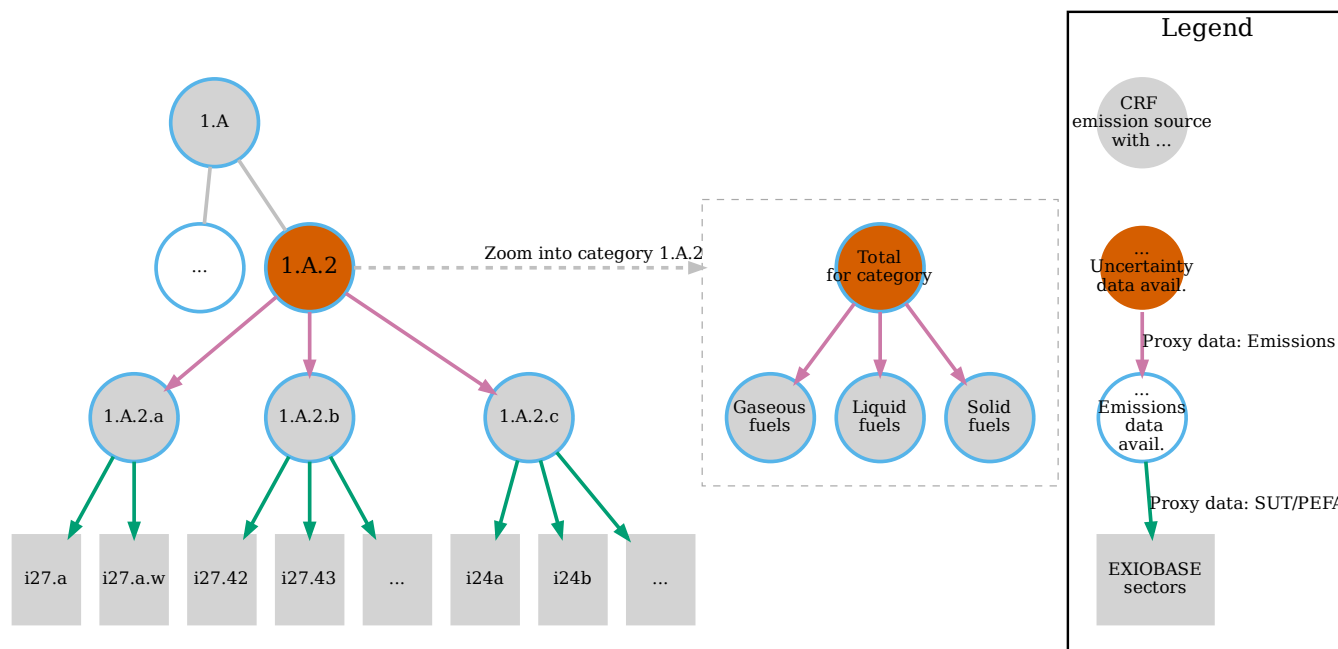 Legend
1.A
CRF
emission source
with ...
...
1.A.2
Zoom into category 1.A.2
Total
for category
...
Uncertainty
data avail.
Proxy data: Emissions
1.A.2.a
1.A.2.b
1.A.2.c
Gaseous
fuels
Liquid
fuels
Solid
fuels
...
Emissions
data
avail.
Proxy data: SUT/PEFA
i27.a
i27.a.w
i27.42
i27.43
...
i24a
i24b
...
EXIOBASE
sectors